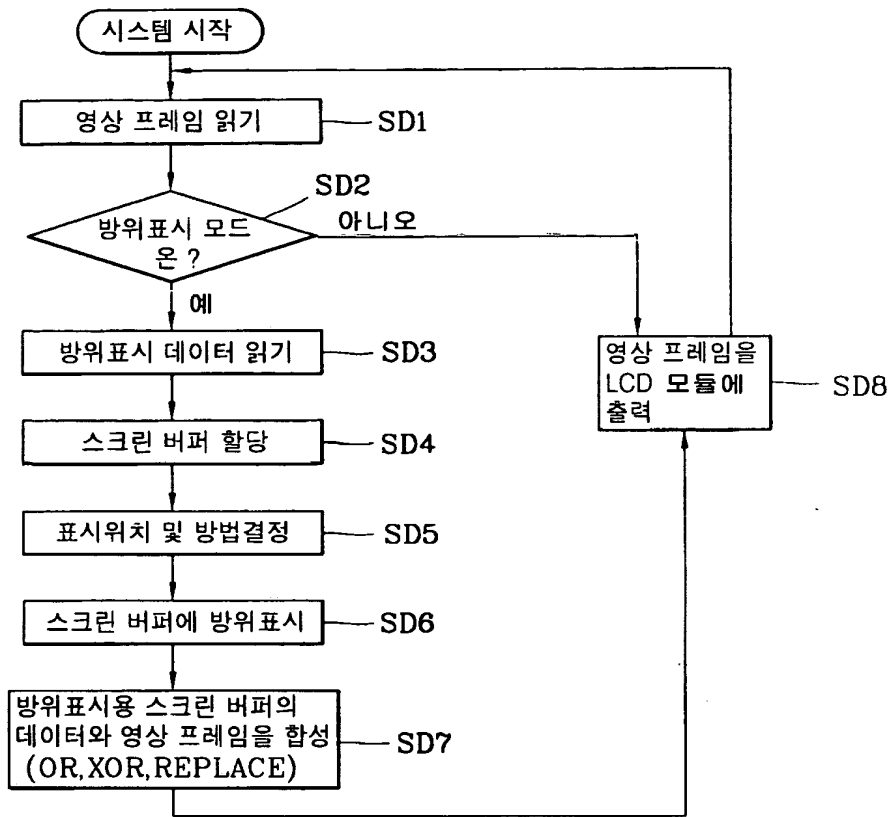 시스템 시작
영상 프레임 읽기
SD1
SD2
방위표시 모드
온 ?
아니오
예
방위표시 데이터 읽기
SD3
영상 프레임을
LCD 모듈에
출력
SD8
스크린 버퍼 할당
SD4
표시위치 및 방법결정
SD5
스크린 버퍼에 방위표시
SD6
방위표시용 스크린 버퍼의
데이터와 영상 프레임을 합성
(OR,XOR,REPLACE)
SD7